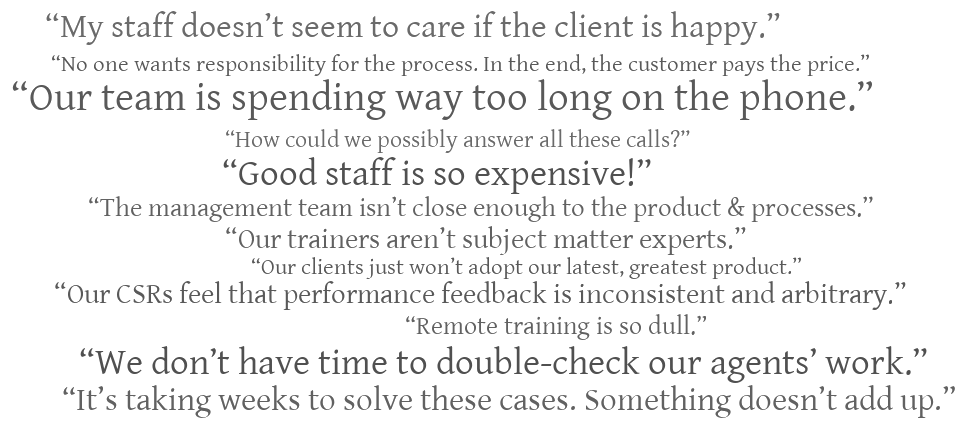 “My staff doesn’t seem to care if the client is happy.”
“No one wants responsibility for the process. In the end, the customer pays the price.”
“Our team is spending way too long on the phone.”
“How could we possibly answer all these calls?”
“Good staff is so expensive!”
“The management team isn’t close enough to the product & processes.”
“Our trainers aren’t subject matter experts.”
“Our clients just won’t adopt our latest, greatest product.”
“Our CSRs feel that performance feedback is inconsistent and arbitrary.”
“Remote training is so dull.”
“We don’t have time to double-check our agents’ work.”
“It’s taking weeks to solve these cases. Something doesn’t add up.”